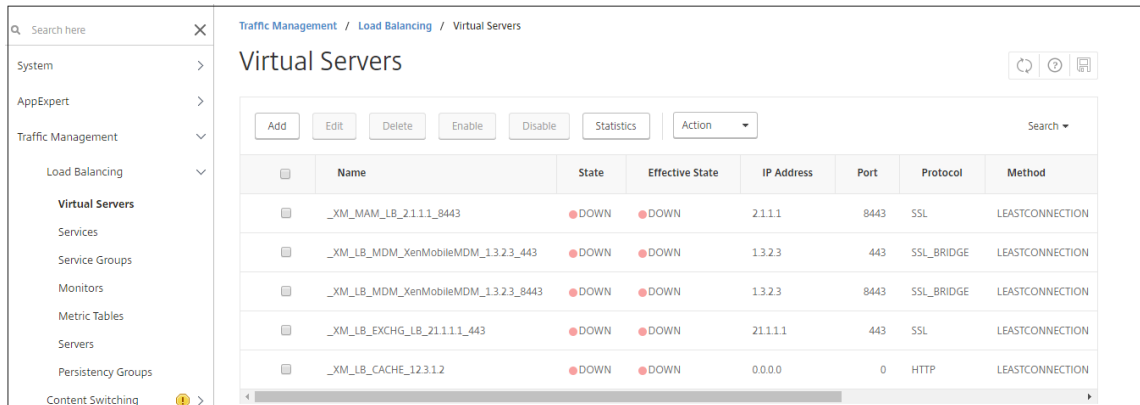 Search here
System
AppExpert
Traffic Management
Load Balancing
Virtual Servers
Services
Service Groups
Monitors
Metric Tables
Servers
Persistency Groups
Content Switching
Traffic Management / Load Balancing / Virtual Servers
Virtual Servers
Add Edit Delete Enable Disable Statistics Action Search
Name State Effective State IP Address Port Protocol Method
_XM_MAM_LB_2.1.1.1_8443 DOWN DOWN 2.1.1.1 8443 SSL LEASTCONNECTION
_XM_LB_MDM_XenMobileMDM_1.3.2.3_443 DOWN DOWN 1.3.2.3 443 SSL_BRIDGE LEASTCONNECTION
_XM_LB_MDM_XenMobileMDM_1.3.2.3_8443 DOWN DOWN 1.3.2.3 8443 SSL_BRIDGE LEASTCONNECTION
_XM_LB_EXCHG_LB_21.1.1.1_443 DOWN DOWN 21.1.1.1 443 SSL LEASTCONNECTION
_XM_LB_CACHE_12.3.1.2 DOWN DOWN 0.0.0.0 0 HTTP LEASTCONNECTION